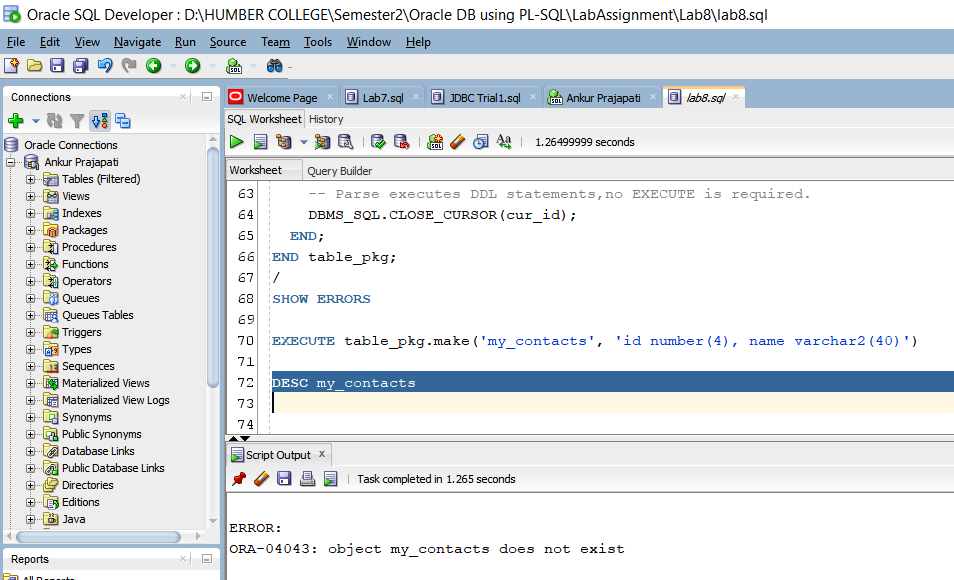 Oracle SQL Developer : D:\HUMBER COLLEGE\Semester2\Oracle DB using PL-SQL\LabAssignment\Lab8\lab8.sql
File Edit View Navigate Run Source Team Tools Window Help
Connections
Welcome Page Lab7.sql JDBC Trial1.sql Ankur Prajapati lab8.sql
SQL Worksheet History
1.26499999 seconds
Worksheet Query Builder
Oracle Connections
Ankur Prajapati
Tables (Filtered)
Views
Indexes
Packages
Procedures
Functions
Operators
Queues
Queues Tables
Triggers
Types
Sequences
Materialized Views
Materialized View Logs
Synonyms
Public Synonyms
Database Links
Public Database Links
Directories
Editions
Java
Reports
All Reports
63 -- Parse executes DDL statements,no EXECUTE is required.
64 DBMS_SQL.CLOSE_CURSOR(cur_id);
65 END;
66 END table_pkg;
67 /
68 SHOW ERRORS
69
70 EXECUTE table_pkg.make('my_contacts', 'id number(4), name varchar2(40)')
71
72 DESC my_contacts
73
74
Script Output x
Task completed in 1.265 seconds
ERROR:
ORA-04043: object my_contacts does not exist